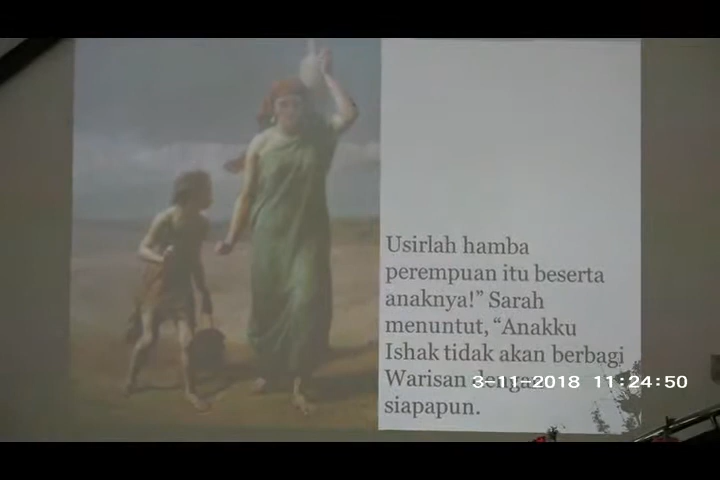 Usirlah hamba
perempuan itu beserta
anaknya!” Sarah
menuntut, “Anakku
Ishak tidak akan berbagi
Warisan dengan
siapapun.
3-11-2018 11:24:50